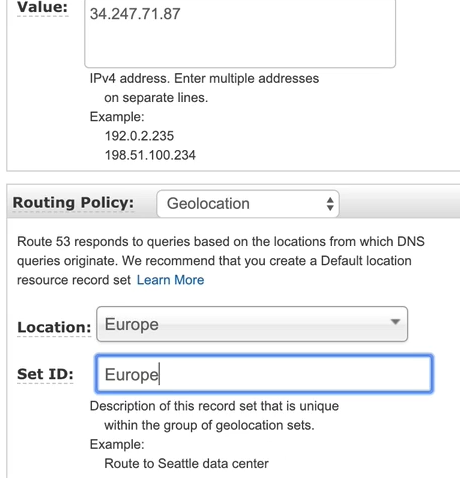 Value:
34.247.71.87
IPv4 address. Enter multiple addresses
on separate lines.
Example:
192.0.2.235
198.51.100.234
Routing Policy:
Geolocation
Route 53 responds to queries based on the locations from which DNS
queries originate. We recommend that you create a Default location
resource record set Learn More
Location:
Europe
Set ID:
Europe
Description of this record set that is unique
within the group of geolocation sets.
Example:
Route to Seattle data center